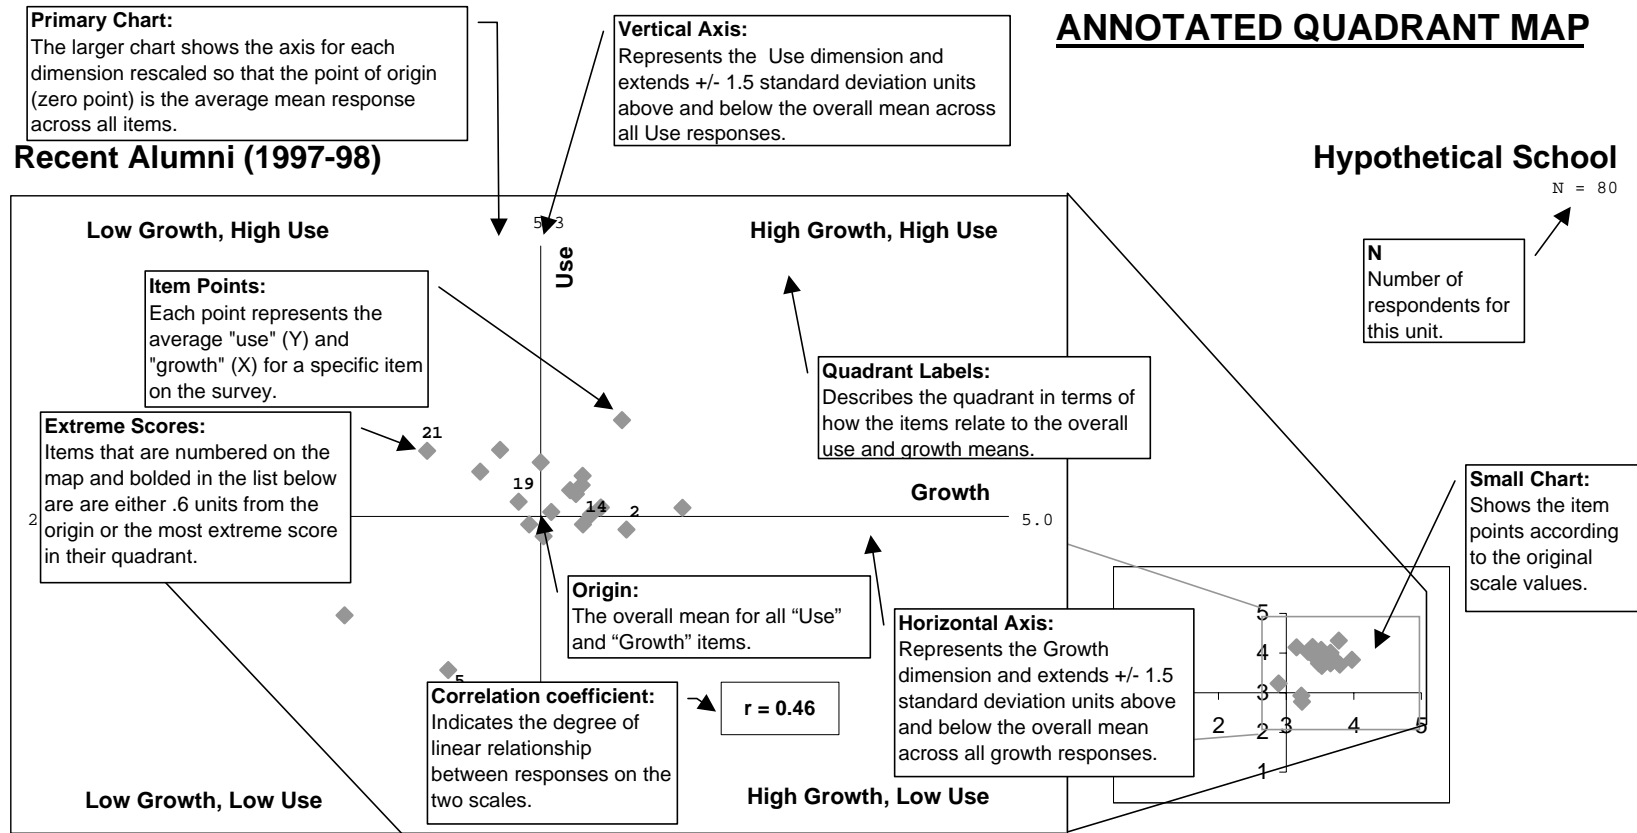 Primary Chart:
The larger chart shows the axis for each
dimension rescaled so that the point of origin
(zero point) is the average mean response
across all items.
Vertical Axis:
Represents the  Use dimension and
extends +/- 1.5 standard deviation units
above and below the overall mean across
all Use responses.
ANNOTATED QUADRANT MAP
Recent Alumni (1997-98)
Hypothetical School
N = 80
Low Growth, High Use
Use
High Growth, High Use
N
Number of
respondents for
this unit.
Item Points:
Each point represents the
average "use" (Y) and
"growth" (X) for a specific item
on the survey.
Quadrant Labels:
Describes the quadrant in terms of
how the items relate to the overall
use and growth means.
Extreme Scores:
Items that are numbered on the
map and bolded in the list below
are are either .6 units from the
origin or the most extreme score
in their quadrant.
21
19
14
2
Growth
2
5.0
Small Chart:
Shows the item
points according
to the original
scale values.
Origin:
The overall mean for all “Use”
and “Growth” items.
Horizontal Axis:
Represents the Growth
dimension and extends +/- 1.5
standard deviation units above
and below the overall mean
across all growth responses.
5
Correlation coefficient:
Indicates the degree of
linear relationship
between responses on the
two scales.
r = 0.46
5
4
3
2
1
2
3
4
5
Low Growth, Low Use
High Growth, Low Use